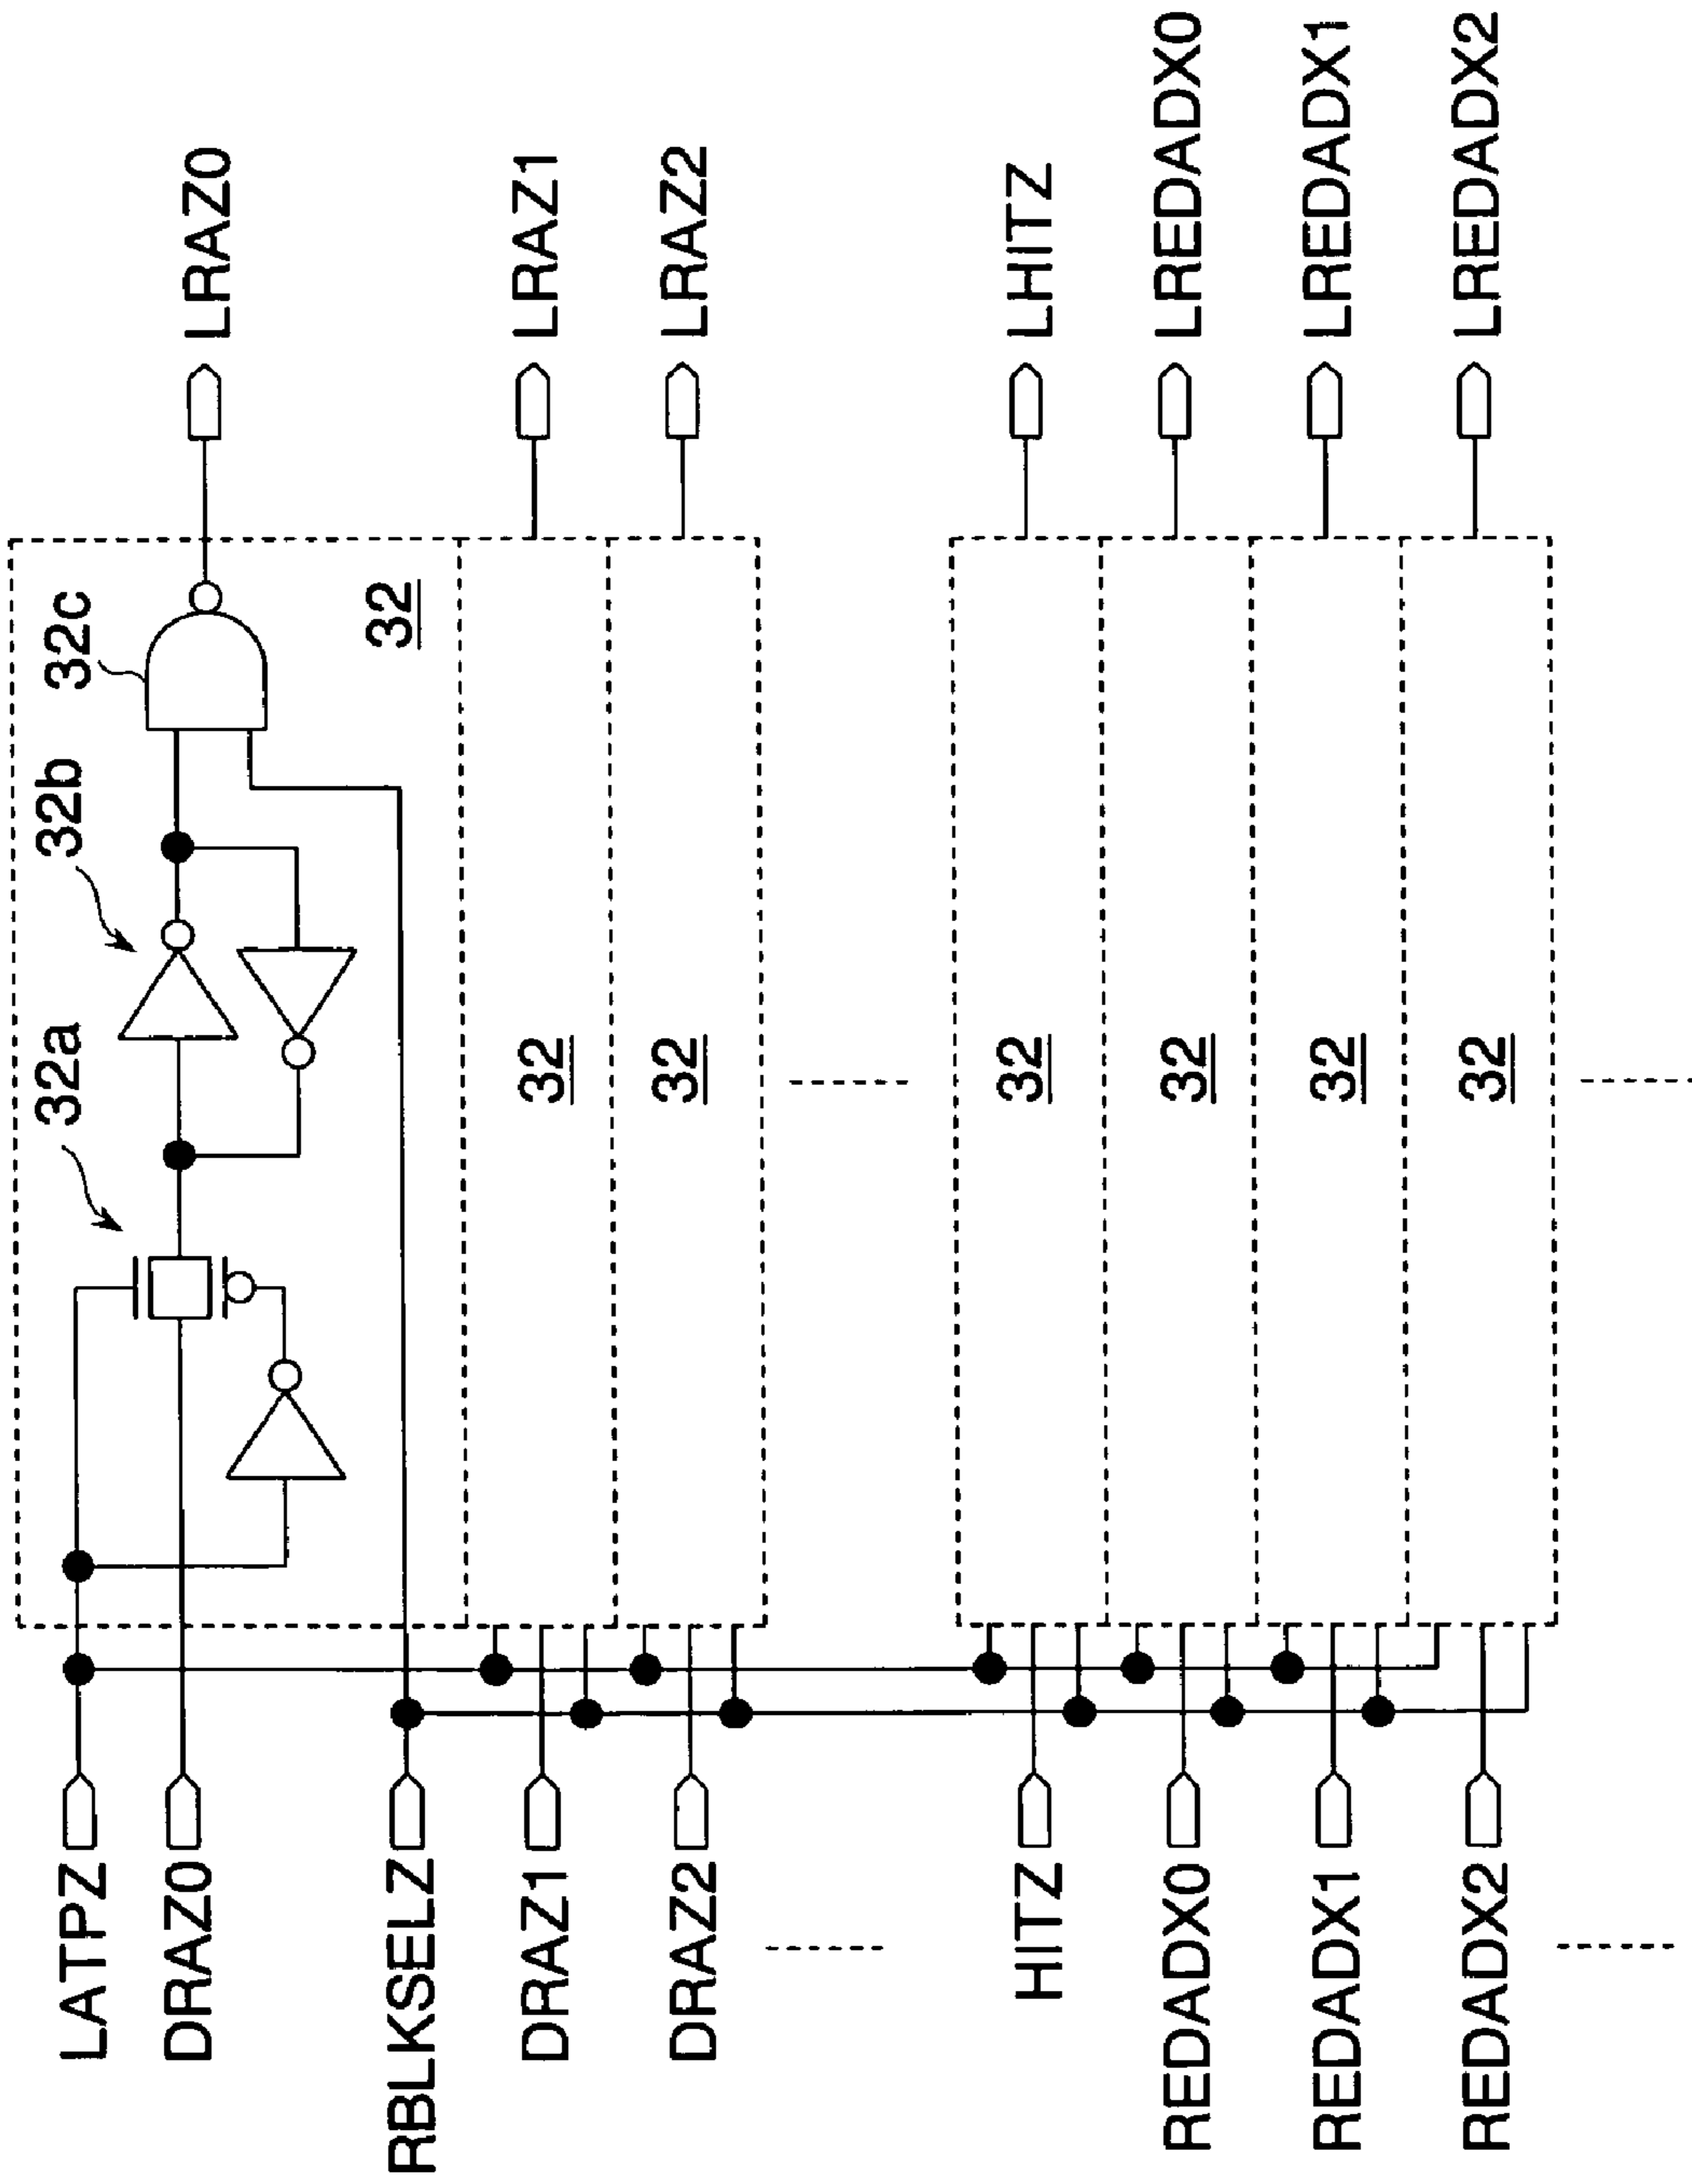 LATPZ
DRAZ0
RBLKSELZ
DRAZ1
DRAZ2
HITZ
REDADX0
REDADX1
REDADX2
32a
32b
32c
32
32
32
32
32
32
32
LRAZ0
LRAZ1
LRAZ2
LHITZ
LREDADX0
LREDADX1
LREDADX2